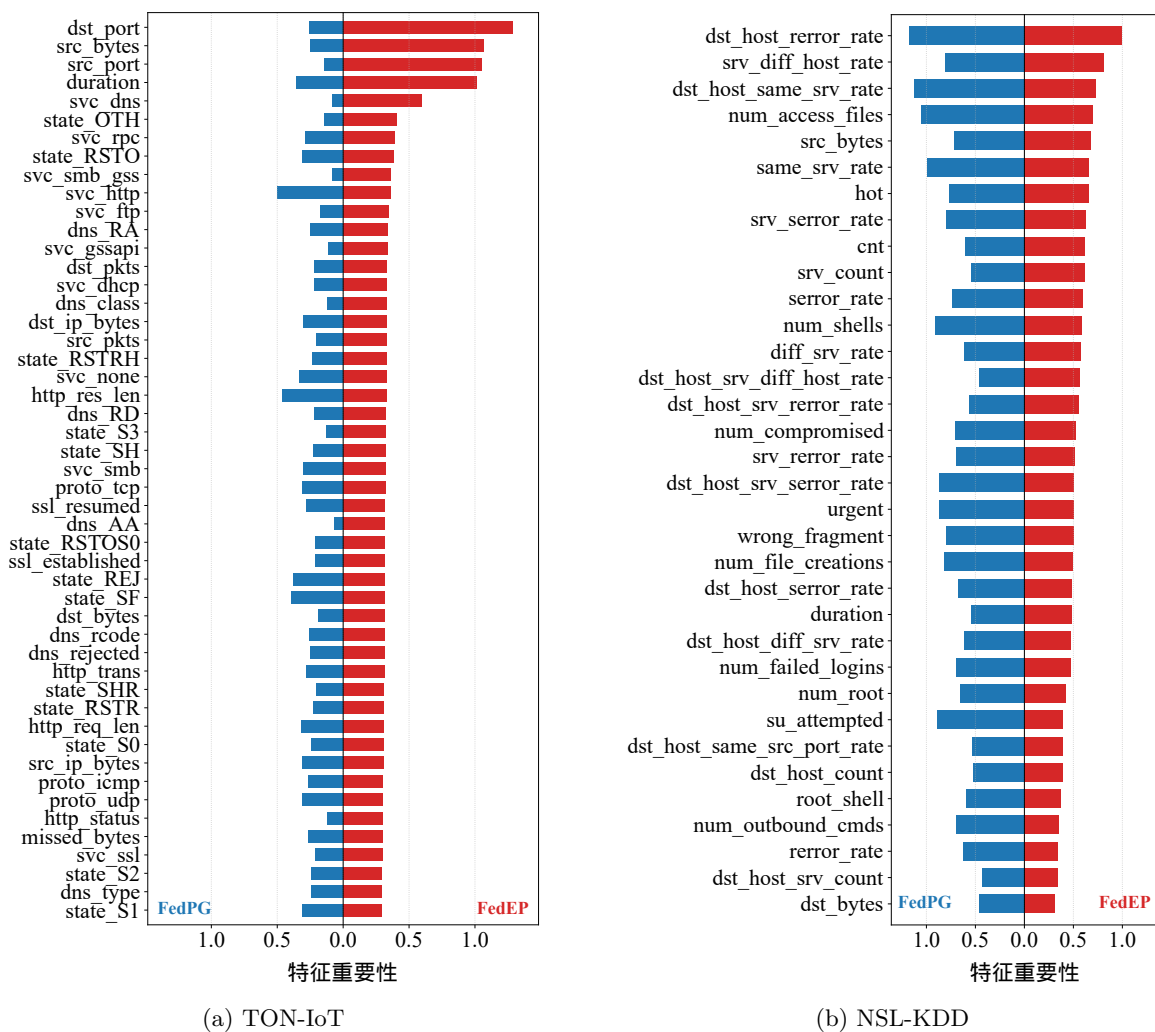 dst_port
src_bytes
src_port
duration
svc_dns
state_OTH
svc_rpc
state_RSTO
svc_smb_gss
svc_http
svc_ftp
dns_RA
svc_gssapi
dst_pkts
svc_dhcp
dns_class
dst_ip_bytes
src_pkts
state_RSTRH
svc_none
http_res_len
dns_RD
state_S3
state_SH
svc_smb
proto_tcp
ssl_resumed
dns_AA
state_RSTOS0
ssl_established
state_REJ
state_SF
dst_bytes
dns_rcode
dns_rejected
http_trans
state_SHR
state_RSTR
http_req_len
state_S0
src_ip_bytes
proto_icmp
proto_udp
http_status
missed_bytes
svc_ssl
state_S2
dns_type
state_S1
FedPG FedEP
1.0 0.5 0.0 0.5 1.0
特征重要性
(a) TON-IoT
dst_host_rerror_rate
srv_diff_host_rate
dst_host_same_srv_rate
num_access_files
src_bytes
same_srv_rate
hot
srv_serror_rate
cnt
srv_count
serror_rate
num_shells
diff_srv_rate
dst_host_srv_diff_host_rate
dst_host_srv_rerror_rate
num_compromised
srv_rerror_rate
dst_host_srv_serror_rate
urgent
wrong_fragment
num_file_creations
dst_host_serror_rate
duration
dst_host_diff_srv_rate
num_failed_logins
num_root
su_attempted
dst_host_same_src_port_rate
dst_host_count
root_shell
num_outbound_cmds
rerror_rate
dst_host_srv_count
dst_bytes
FedPG FedEP
1.0 0.5 0.0 0.5 1.0
特征重要性
(b) NSL-KDD